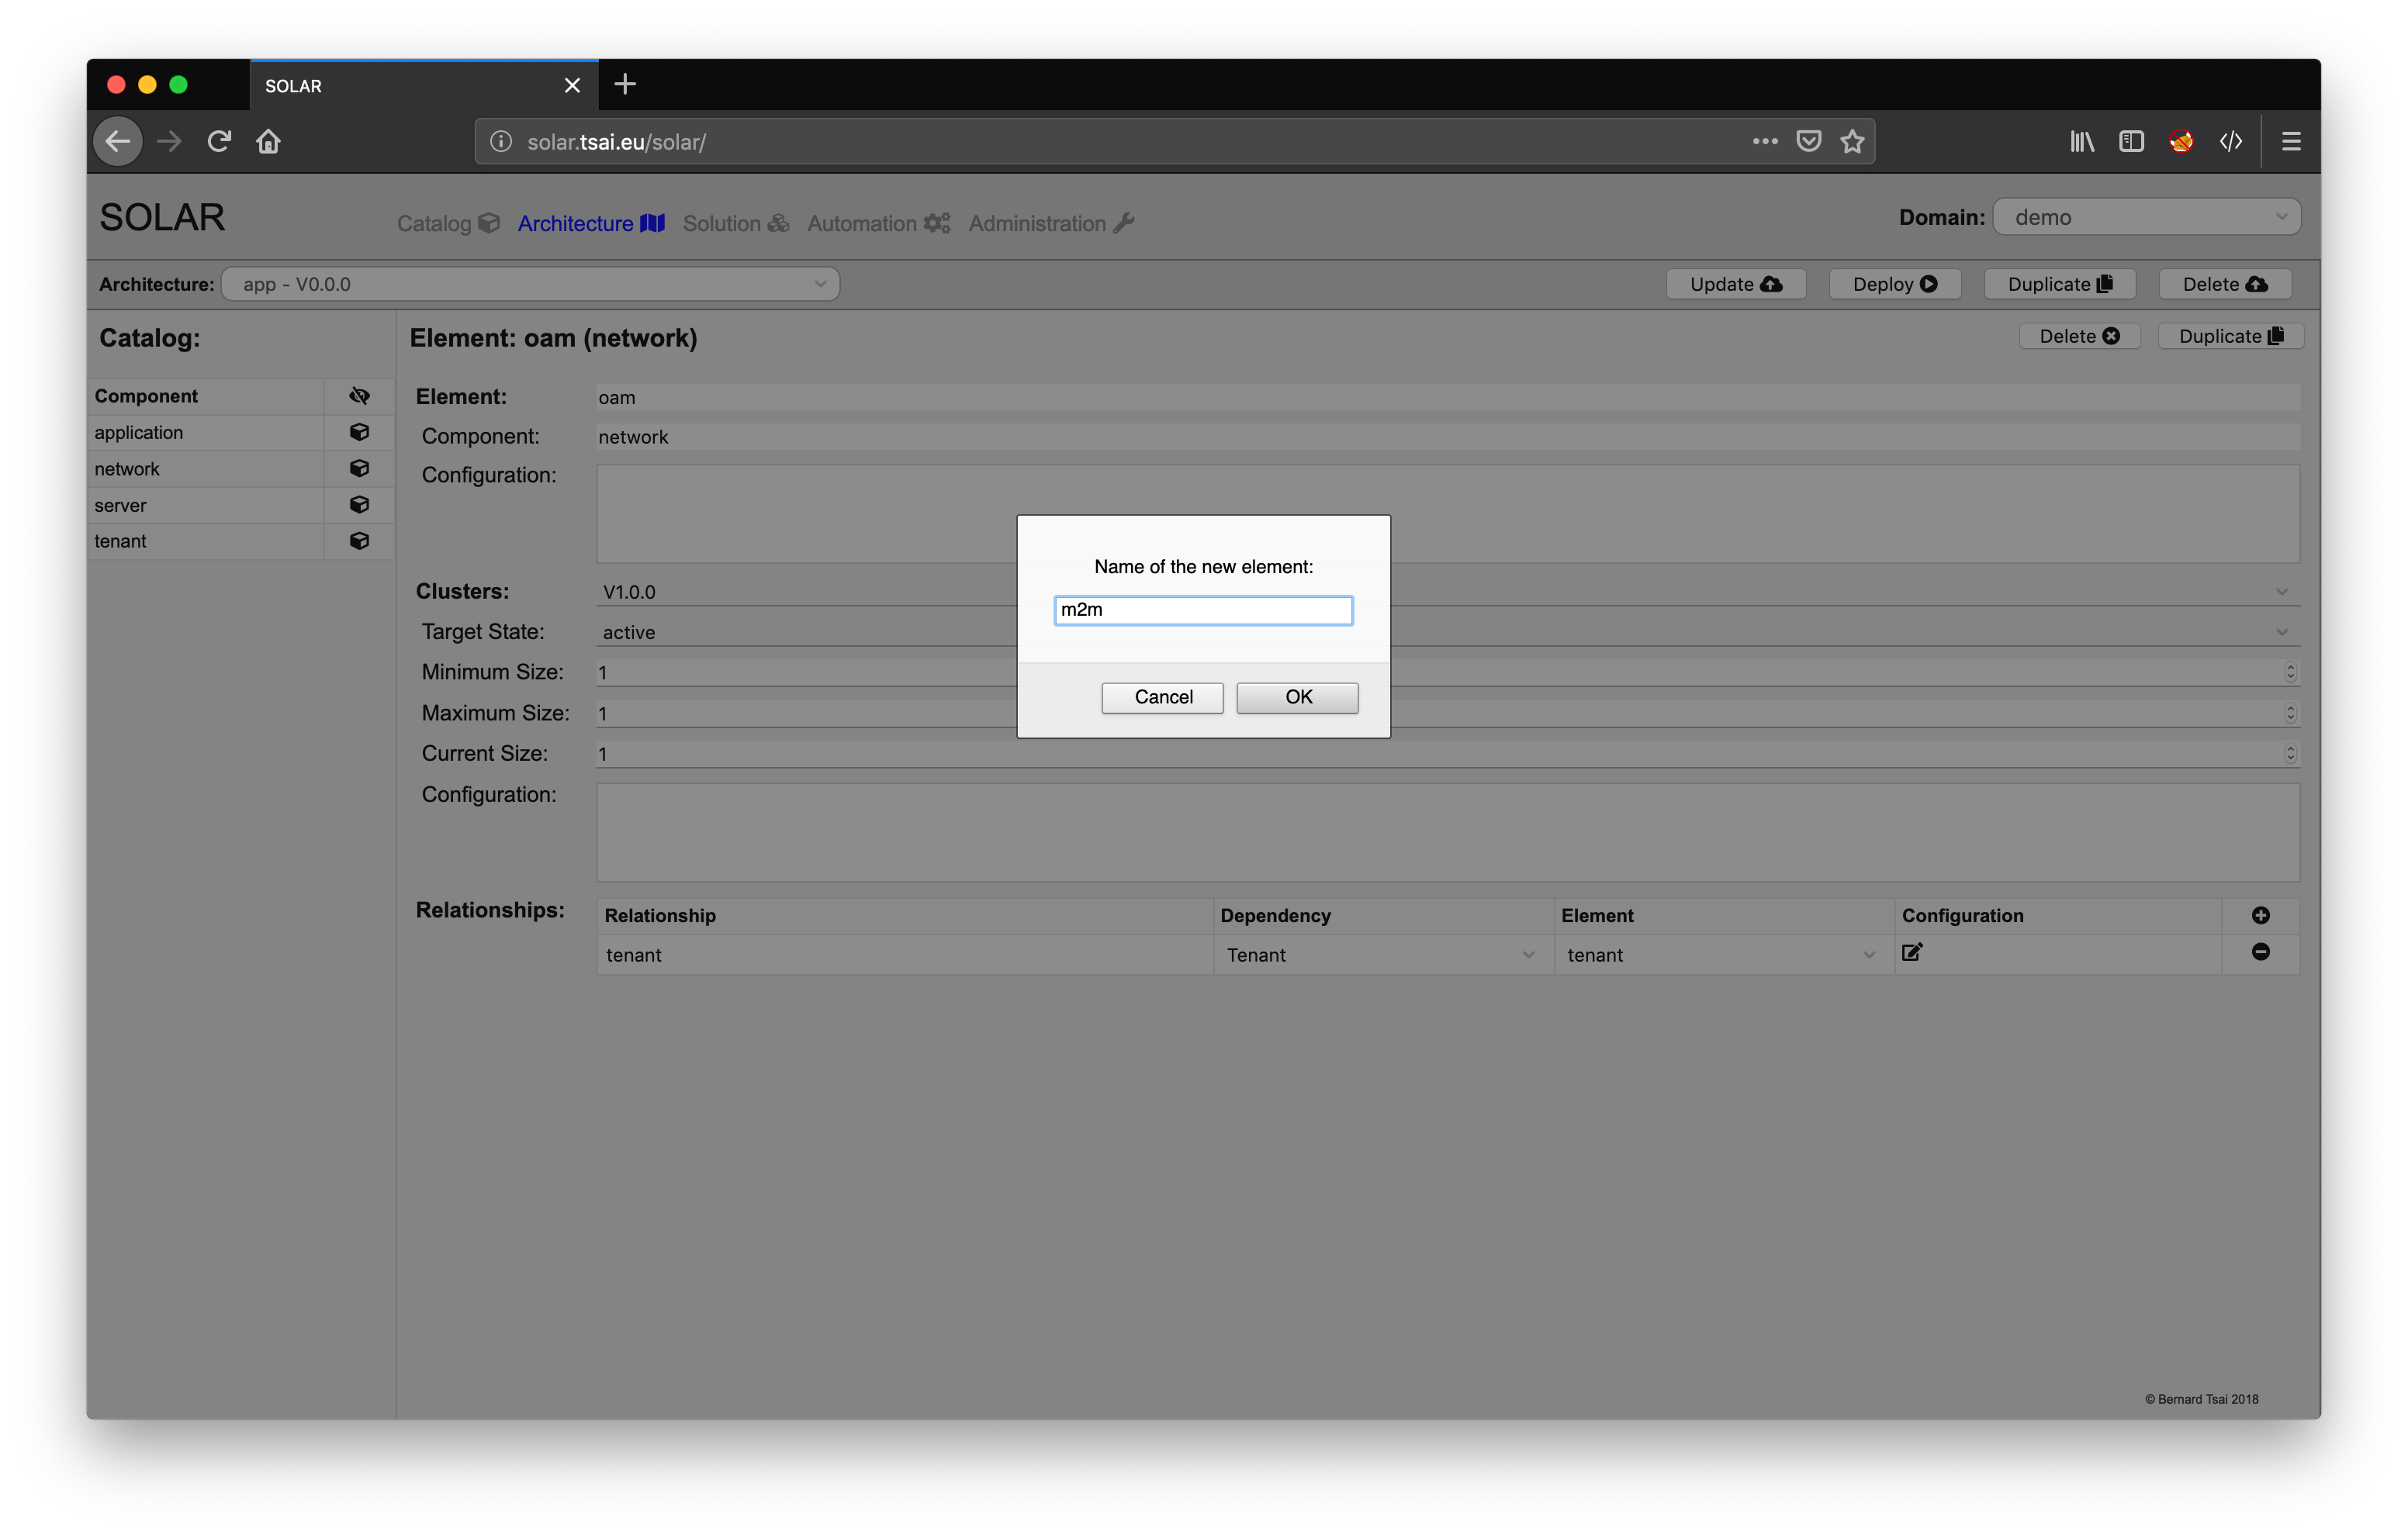 SOLAR
solar.tsai.eu/solar/
SOLAR
Catalog Architecture Solution Automation Administration
Domain: demo
Architecture: app - V0.0.0
Update Deploy Duplicate Delete
Catalog:
Component
application
network
server
tenant
Element: oam (network)
Delete Duplicate
Element: oam
Component: network
Configuration:
Clusters: V1.0.0
Target State: active
Minimum Size: 1
Maximum Size: 1
Current Size: 1
Configuration:
Relationships: Relationship Dependency Element Configuration
tenant Tenant tenant
Name of the new element:
m2m
Cancel OK
© Bernard Tsai 2018